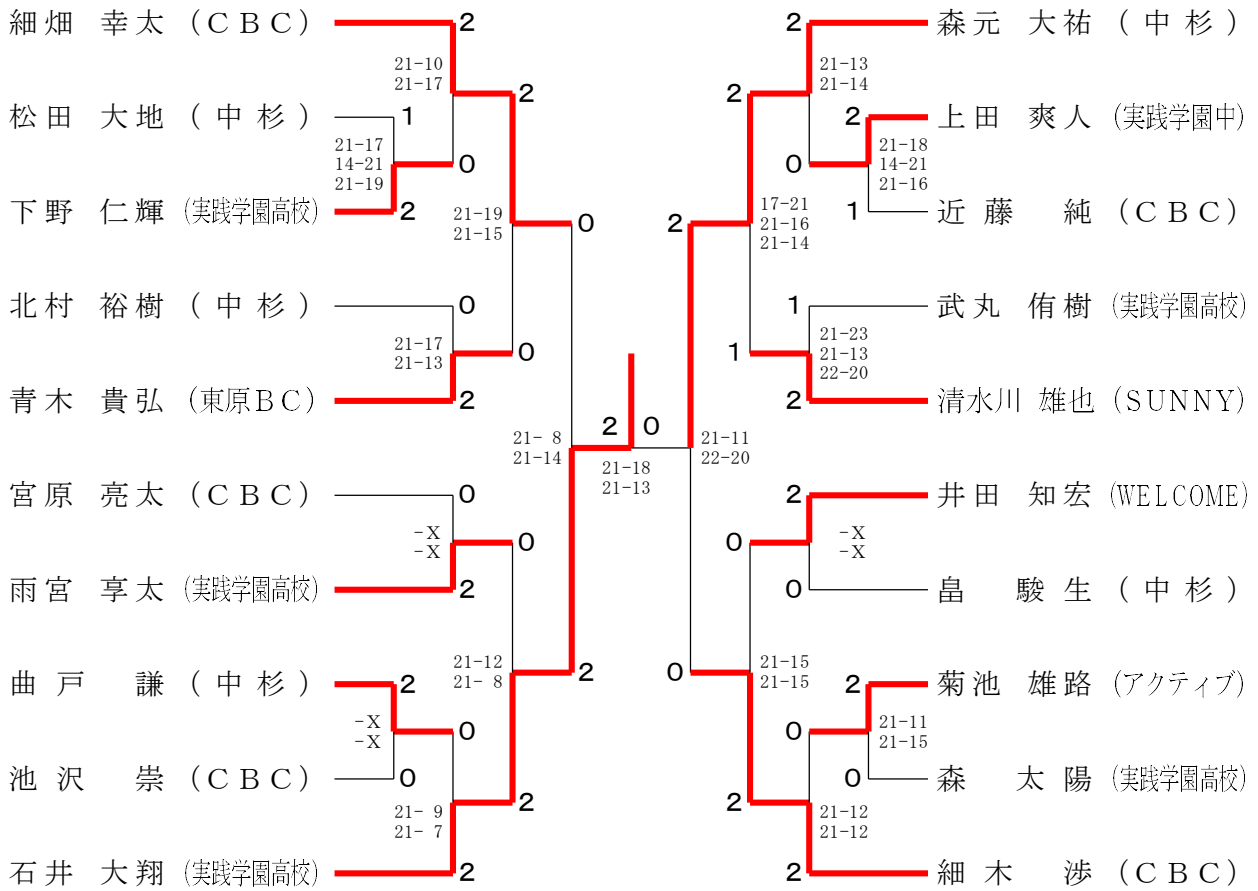 細畑 幸太 (ＣＢＣ)
2
21-10
21-17
2
松田 大地 (中杉)
1
21-17
14-21
21-19
0
下野 仁輝 (実践学園高校)
2
21-19
21-15
0
北村 裕樹 (中杉)
0
21-17
21-13
0
青木 貴弘 (東原ＢＣ)
2
21- 8
21-14
宮原 亮太 (ＣＢＣ)
0
-X
-X
0
雨宮 享太 (実践学園高校)
2
21-12
21- 8
2
曲戸 謙 (中杉)
2
-X
-X
0
池沢 崇 (ＣＢＣ)
0
21- 9
21- 7
2
石井 大翔 (実践学園高校)
2
2 0
21-18
21-13
2
森元 大祐 (中杉)
21-13
21-14
2
2
上田 爽人 (実践学園中)
21-18
14-21
21-16
0
1
近藤 純 (ＣＢＣ)
2
17-21
21-16
21-14
1
武丸 侑樹 (実践学園高校)
21-23
21-13
22-20
1
2
清水川 雄也 (SUNNY)
21-11
22-20
2
井田 知宏 (WELCOME)
-X
-X
0
0
畠 駿生 (中杉)
0
21-15
21-15
2
菊池 雄路 (アクティブ)
21-11
21-15
0
0
森 太陽 (実践学園高校)
2
21-12
21-12
2
細木 渉 (ＣＢＣ)